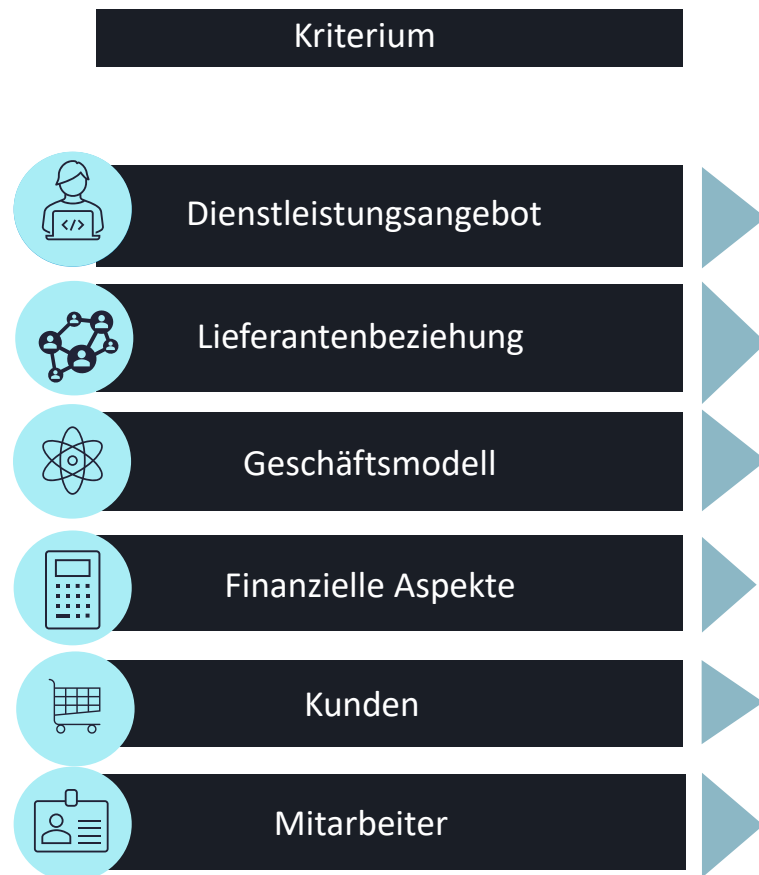 Kriterium
Dienstleistungsangebot
Lieferantenbeziehung
Geschäftsmodell
Finanzielle Aspekte
Kunden
Mitarbeiter